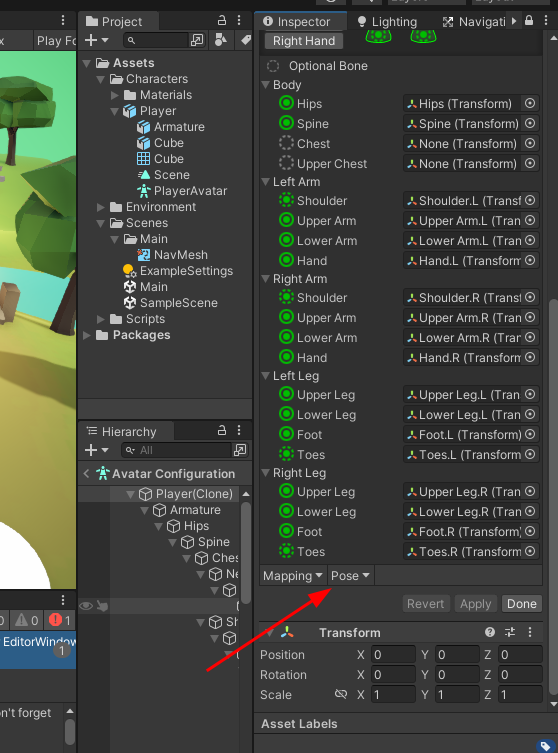 Play Fo
Project
Assets
Characters
Materials
Player
Armature
Cube
Cube
Scene
PlayerAvatar
Environment
Scenes
Main
NavMesh
ExampleSettings
Main
SampleScene
Scripts
Packages
Hierarchy
All
Avatar Configuration
Player(Clone)
Armature
Hips
Spine
Ches
Ne
Sh
1
EditorWindow
1
n't forget
Inspector
Lighting
Navigati
Right Hand
Optional Bone
Body
Hips
Hips (Transform)
Spine
Spine (Transform)
Chest
None (Transform)
Upper Chest
None (Transform)
Left Arm
Shoulder
Shoulder.L (Transf
Upper Arm
Upper Arm.L (Tran
Lower Arm
Lower Arm.L (Tran
Hand
Hand.L (Transform
Right Arm
Shoulder
Shoulder.R (Transf
Upper Arm
Upper Arm.R (Tran
Lower Arm
Lower Arm.R (Tran
Hand
Hand.R (Transform
Left Leg
Upper Leg
Upper Leg.L (Tran
Lower Leg
Lower Leg.L (Tran
Foot
Foot.L (Transform)
Toes
Toes.L (Transform)
Right Leg
Upper Leg
Upper Leg.R (Tran
Lower Leg
Lower Leg.R (Tran
Foot
Foot.R (Transform)
Toes
Toes.R (Transform)
Mapping
Pose
Revert
Apply
Done
Transform
Position
X 0 Y 0 Z 0
Rotation
X 0 Y 0 Z 0
Scale
X 1 Y 1 Z 1
Asset Labels